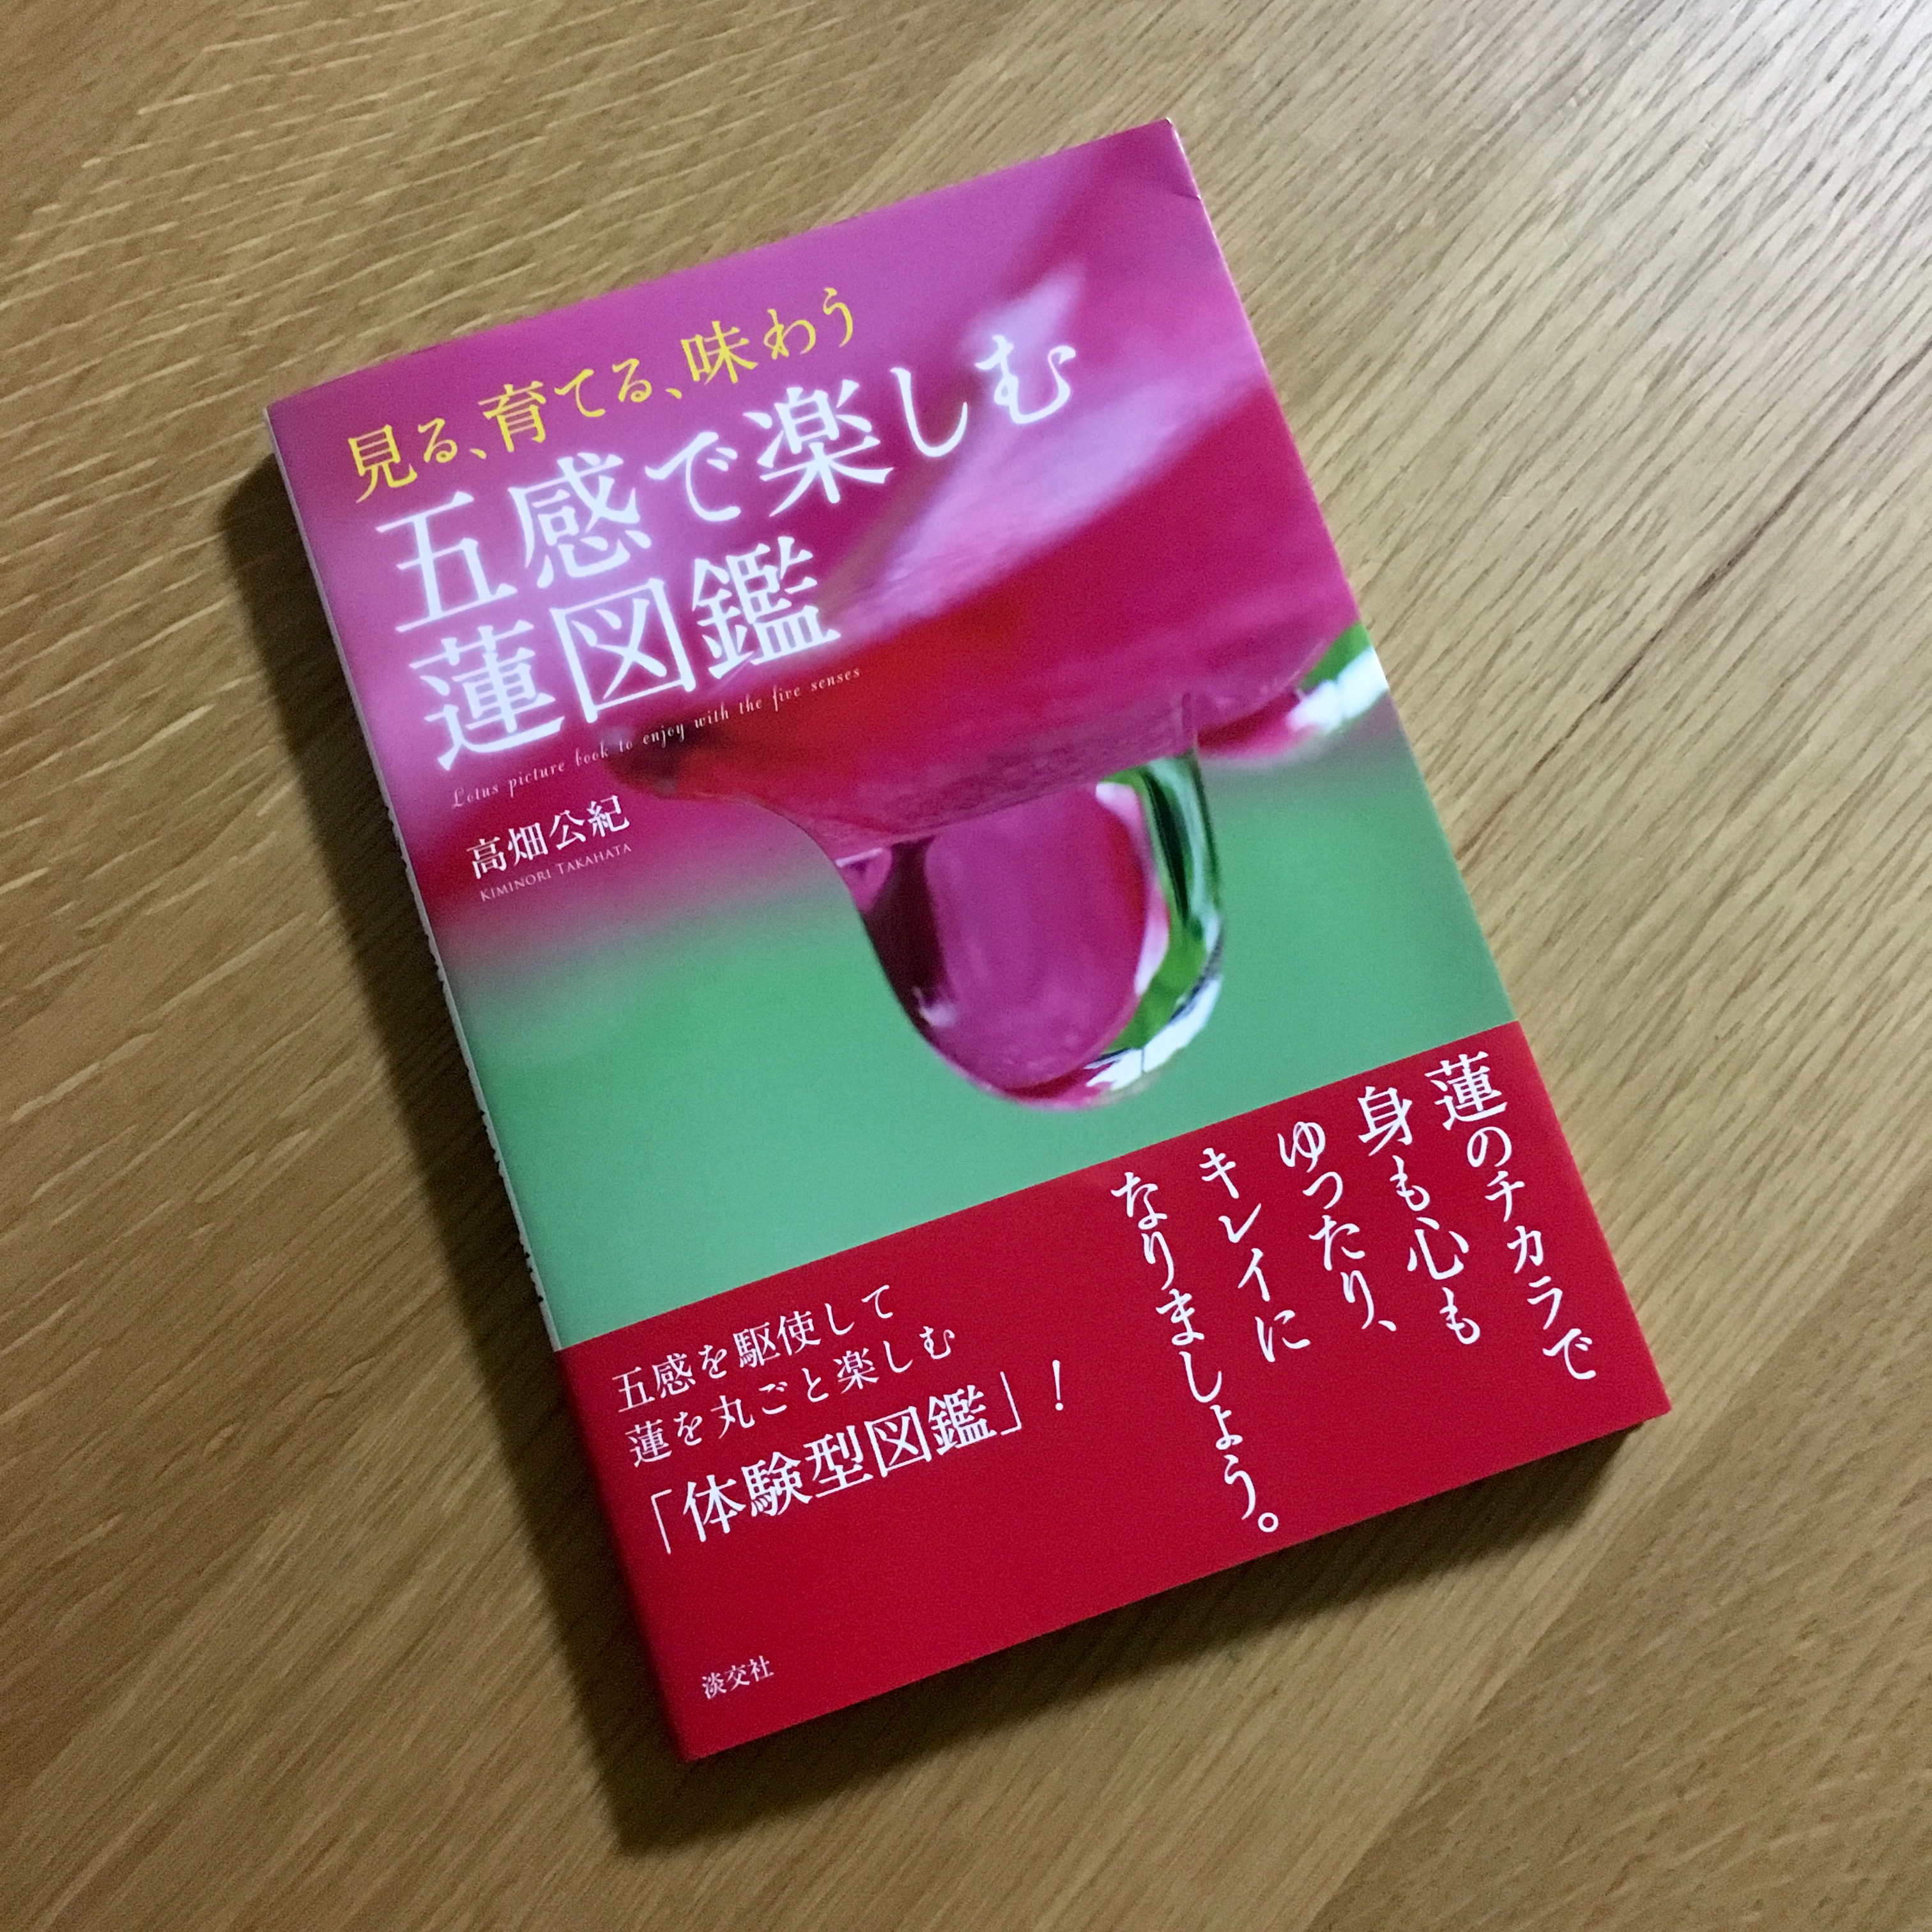 見る、育てる、味わう
五感で楽しむ
蓮図鑑
Lotus picture book to enjoy with the five senses
高畑公紀
KIMINORI TAKAHATA
蓮のチカラで
身も心も
ゆったり、
キレイに
なりましょう。
五感を駆使して
蓮を丸ごと楽しむ
「体験型図鑑」!
淡交社